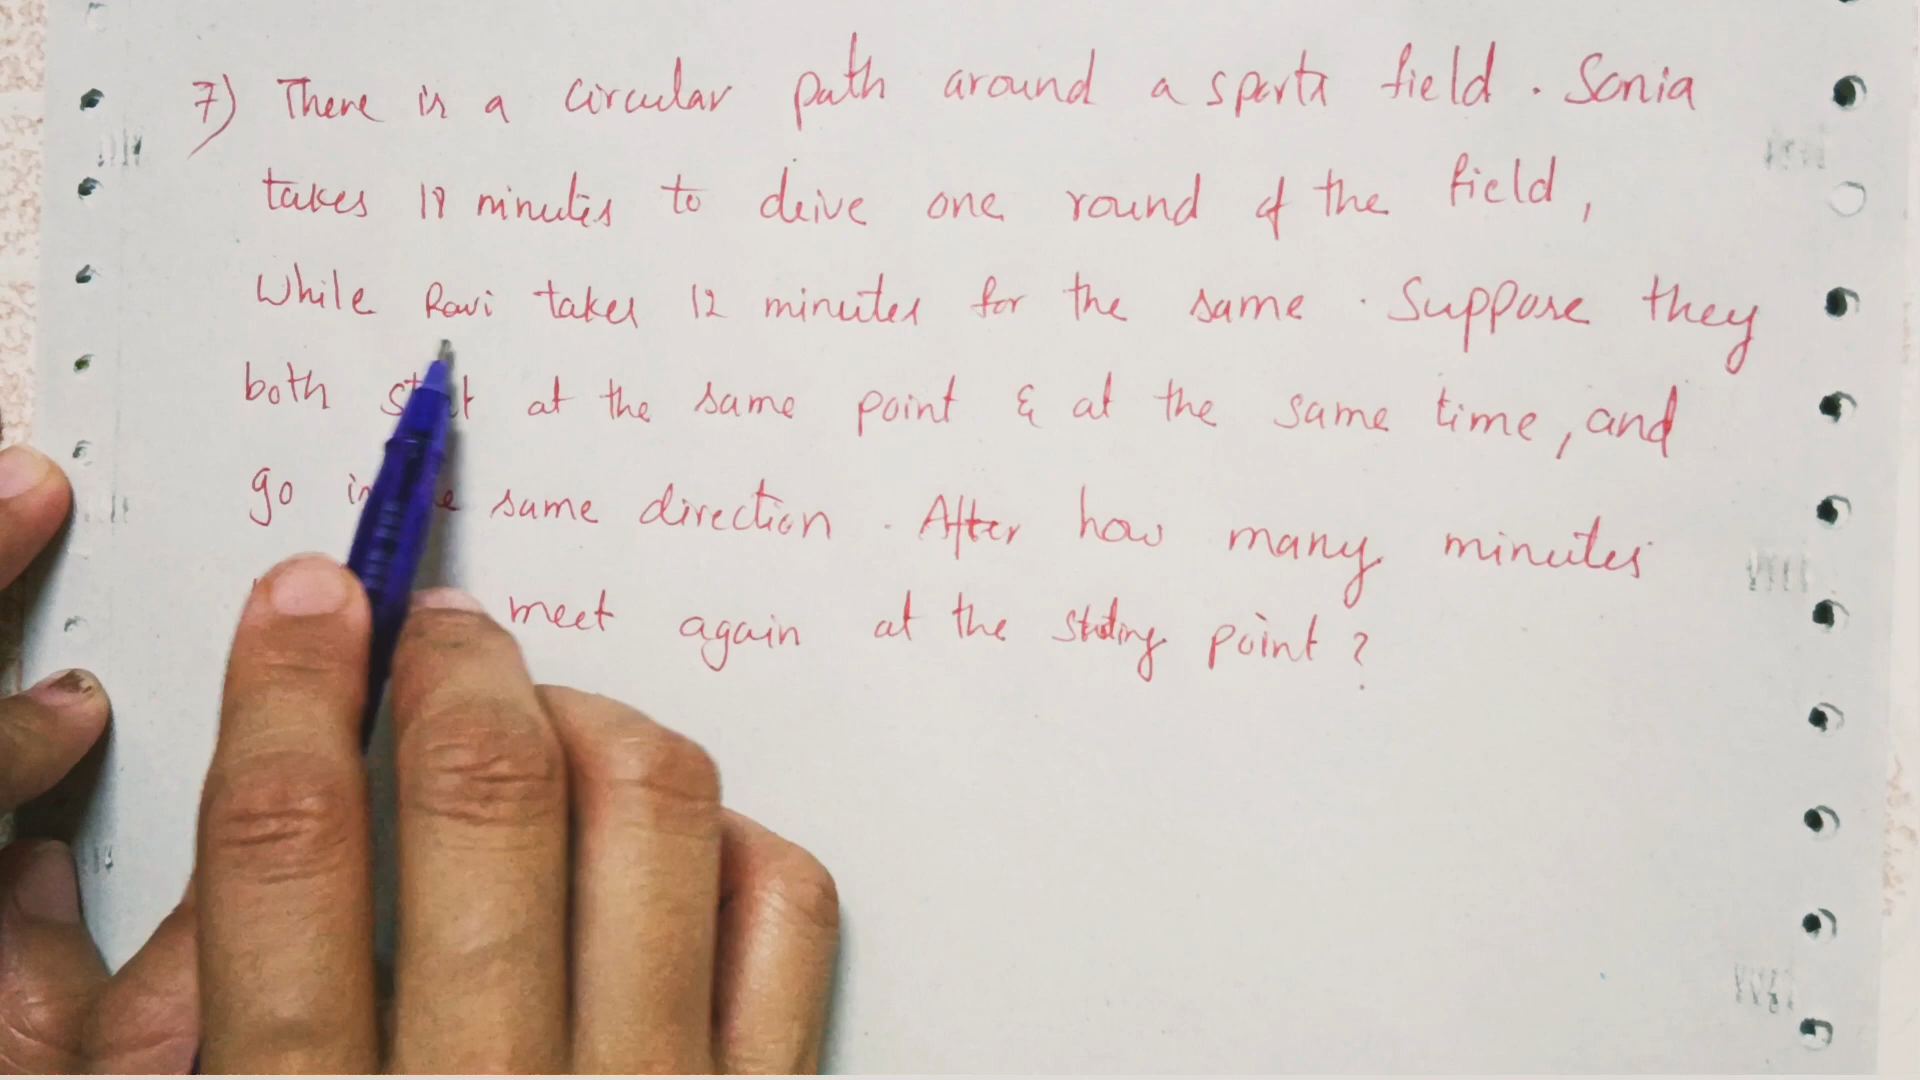 7) There is a circular path around a sports field. Sonia
takes 18 minutes to drive one round of the field,
While Ravi takes 12 minutes for the same. Suppose they
both at the same point & at the same time, and
go same direction. After how many minutes
meet again at the starting point?